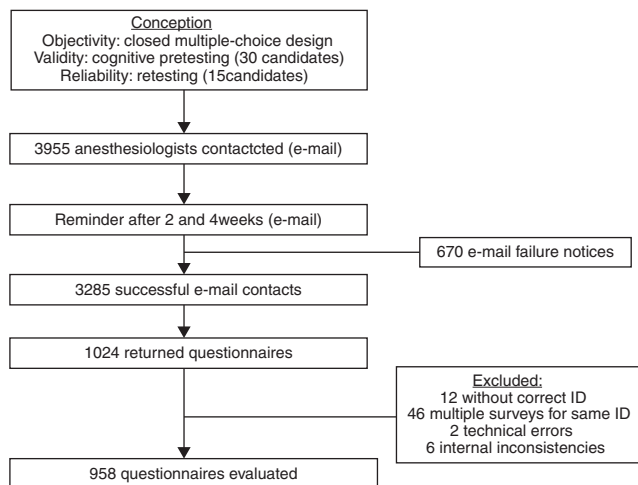 Conception
Objectivity: closed multiple-choice design
Validity: cognitive pretesting (30 candidates)
Reliability: retesting (15candidates)
3955 anesthesiologists contactcted (e-mail)
Reminder after 2 and 4weeks (e-mail)
670 e-mail failure notices
3285 successful e-mail contacts
1024 returned questionnaires
Excluded:
12 without correct ID
46 multiple surveys for same ID
2 technical errors
6 internal inconsistencies
958 questionnaires evaluated